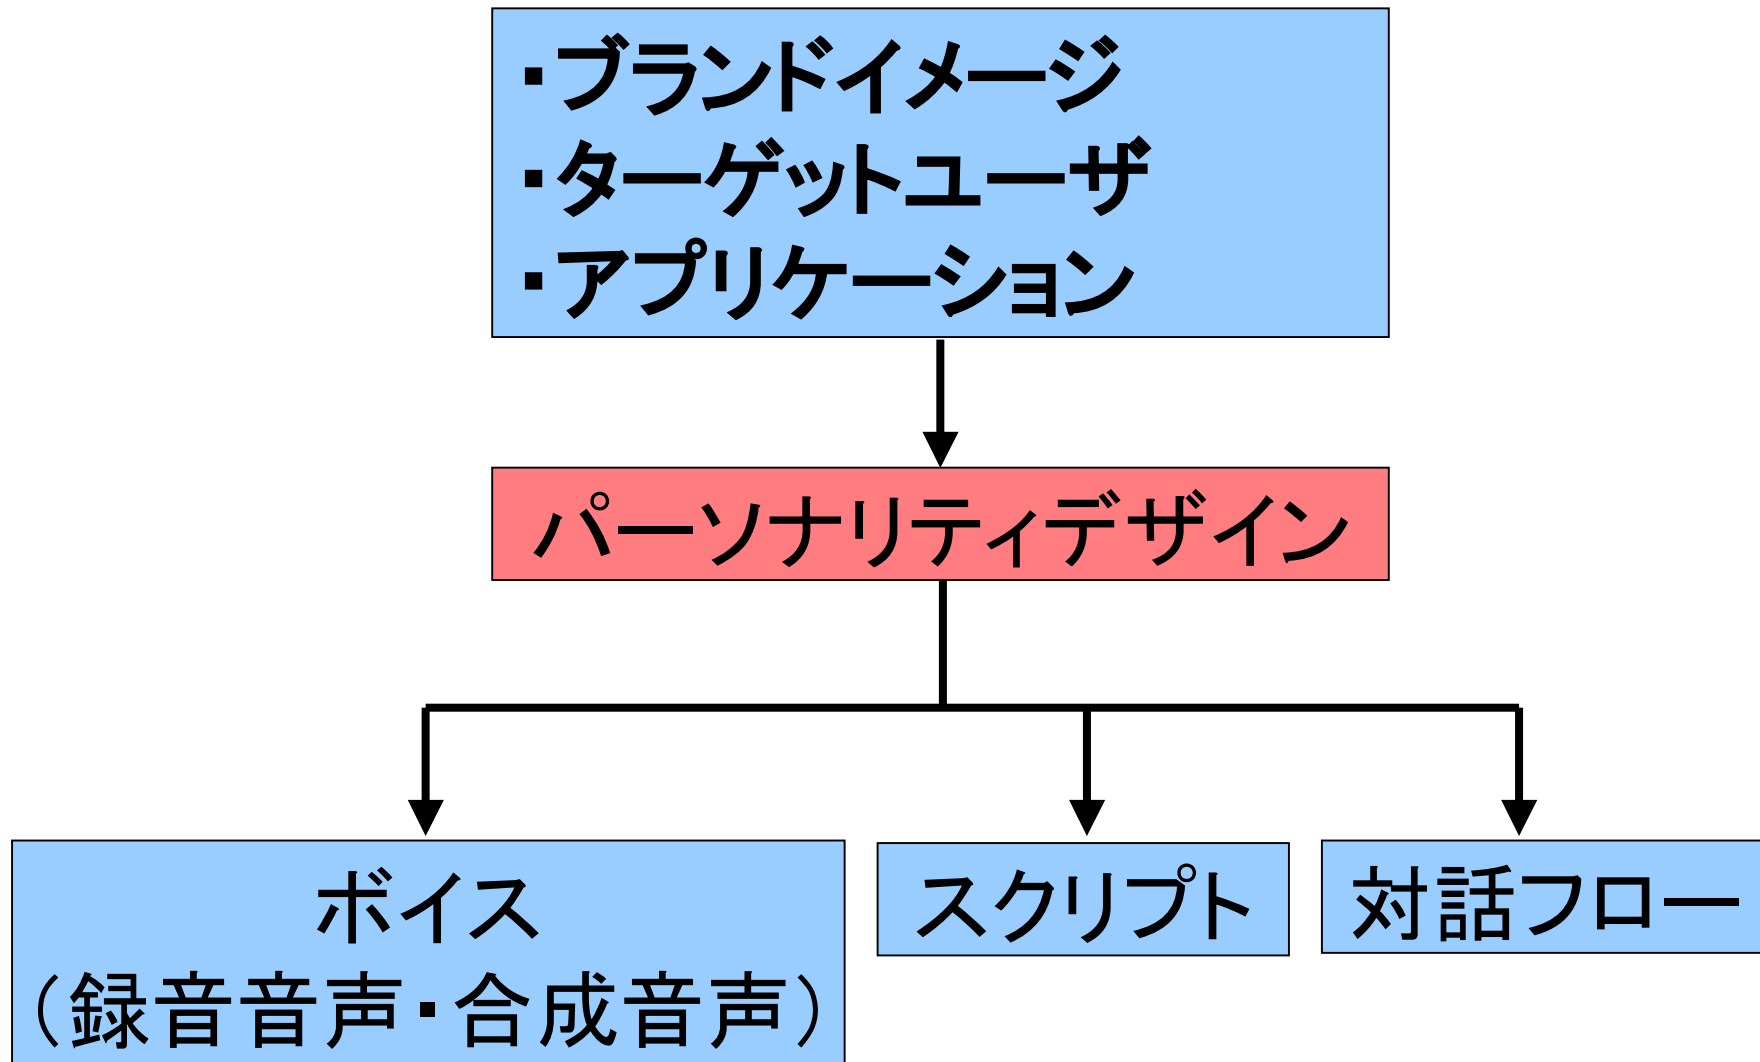 ・ブランドイメージ
・ターゲットユーザ
・アプリケーション
パーソナリティデザイン
ボイス
（録音音声・合成音声）
スクリプト
対話フロー